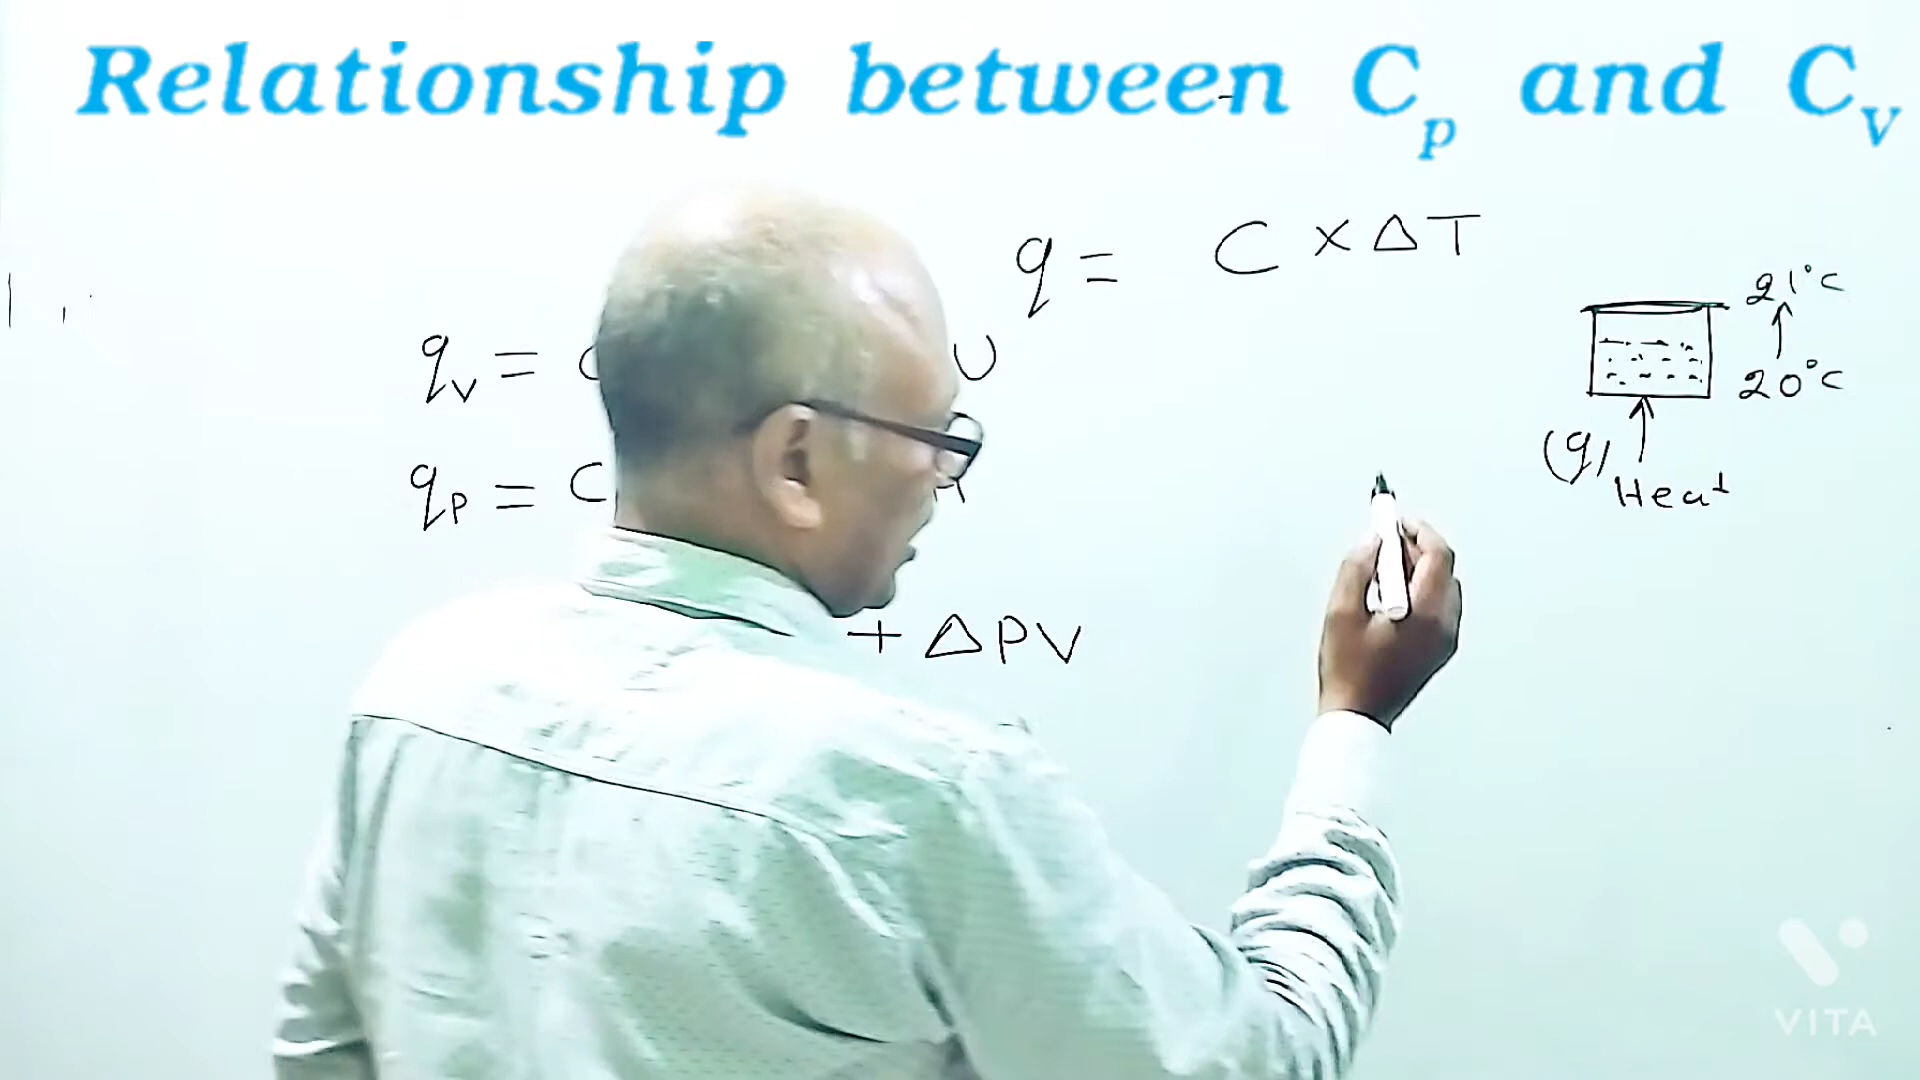 Relationship between Cp and Cv
q = C × ΔT
21°C
qv = C U
20°C
(q)
qp = C H
Heat
+ ΔPV
VITA